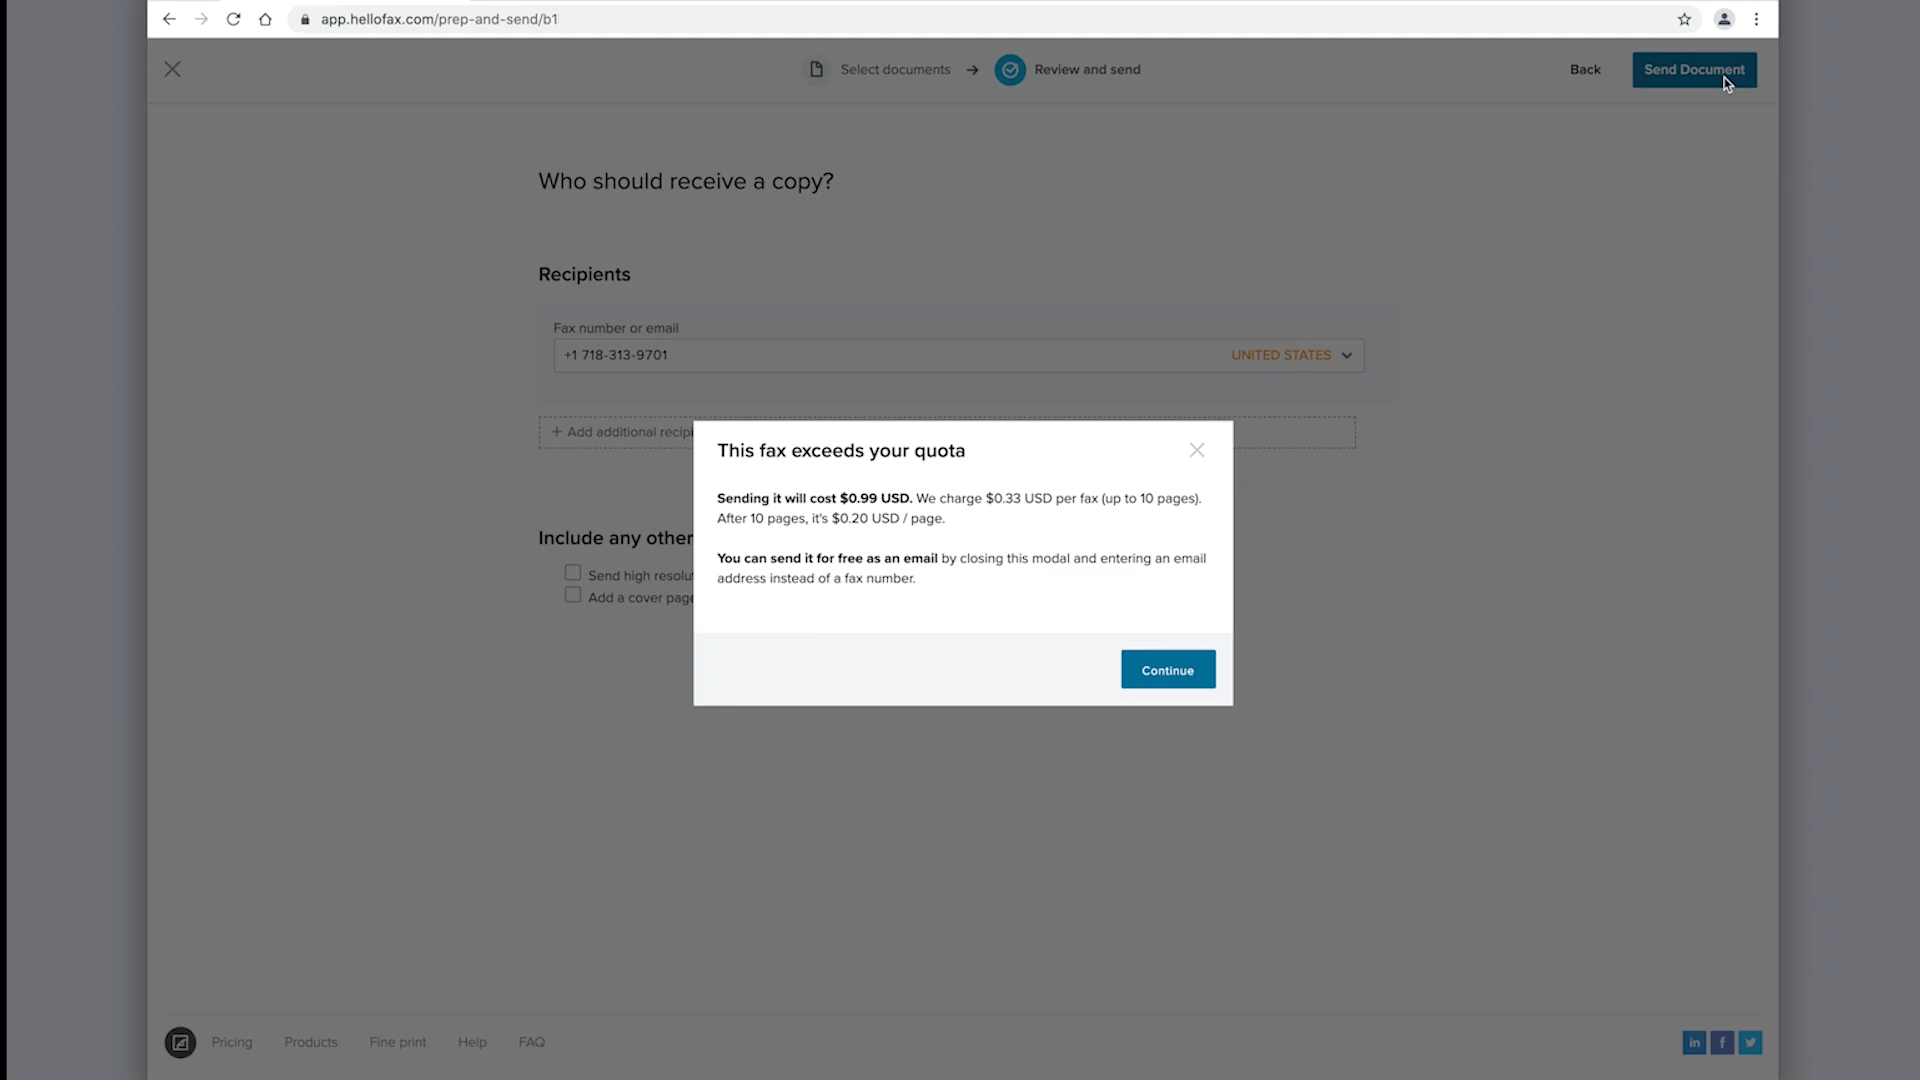 app.hellofax.com/prep-and-send/b1
Select documents → Review and send
Back
Send Document
Who should receive a copy?
Recipients
Fax number or email
+1 718-313-9701
UNITED STATES
+ Add additional recipi
This fax exceeds your quota
Sending it will cost $0.99 USD. We charge $0.33 USD per fax (up to 10 pages).
After 10 pages, it's $0.20 USD / page.
You can send it for free as an email by closing this modal and entering an email
address instead of a fax number.
Continue
Include any other
Send high resolut
Add a cover page
Pricing
Products
Fine print
Help
FAQ
in
f